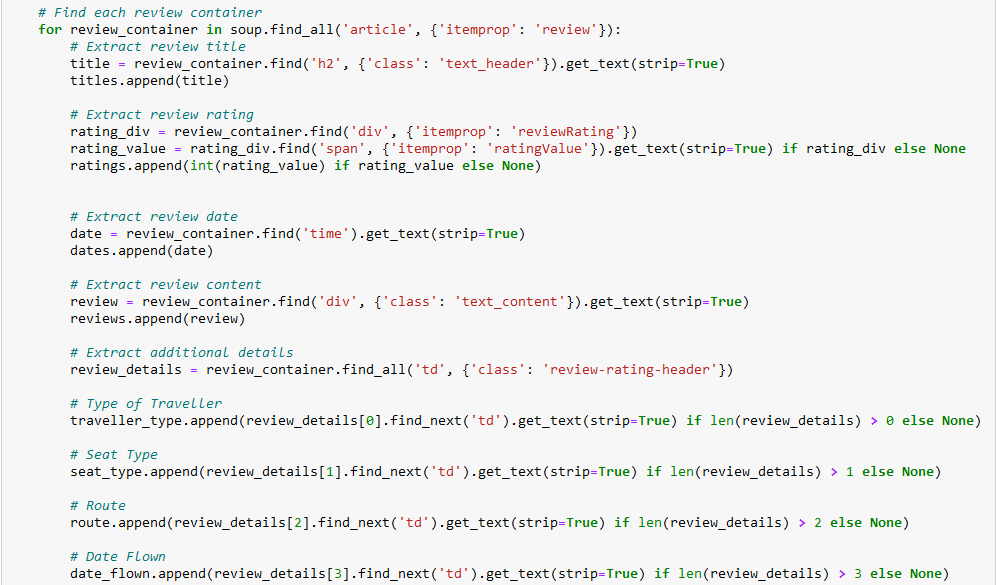 # Find each review container
for review_container in soup.find_all('article', {'itemprop': 'review'}):
    # Extract review title
    title = review_container.find('h2', {'class': 'text_header'}).get_text(strip=True)
    titles.append(title)

    # Extract review rating
    rating_div = review_container.find('div', {'itemprop': 'reviewRating'})
    rating_value = rating_div.find('span', {'itemprop': 'ratingValue'}).get_text(strip=True) if rating_div else None
    ratings.append(int(rating_value) if rating_value else None)


    # Extract review date
    date = review_container.find('time').get_text(strip=True)
    dates.append(date)

    # Extract review content
    review = review_container.find('div', {'class': 'text_content'}).get_text(strip=True)
    reviews.append(review)

    # Extract additional details
    review_details = review_container.find_all('td', {'class': 'review-rating-header'})

    # Type of Traveller
    traveller_type.append(review_details[0].find_next('td').get_text(strip=True) if len(review_details) > 0 else None)

    # Seat Type
    seat_type.append(review_details[1].find_next('td').get_text(strip=True) if len(review_details) > 1 else None)

    # Route
    route.append(review_details[2].find_next('td').get_text(strip=True) if len(review_details) > 2 else None)

    # Date Flown
    date_flown.append(review_details[3].find_next('td').get_text(strip=True) if len(review_details) > 3 else None)